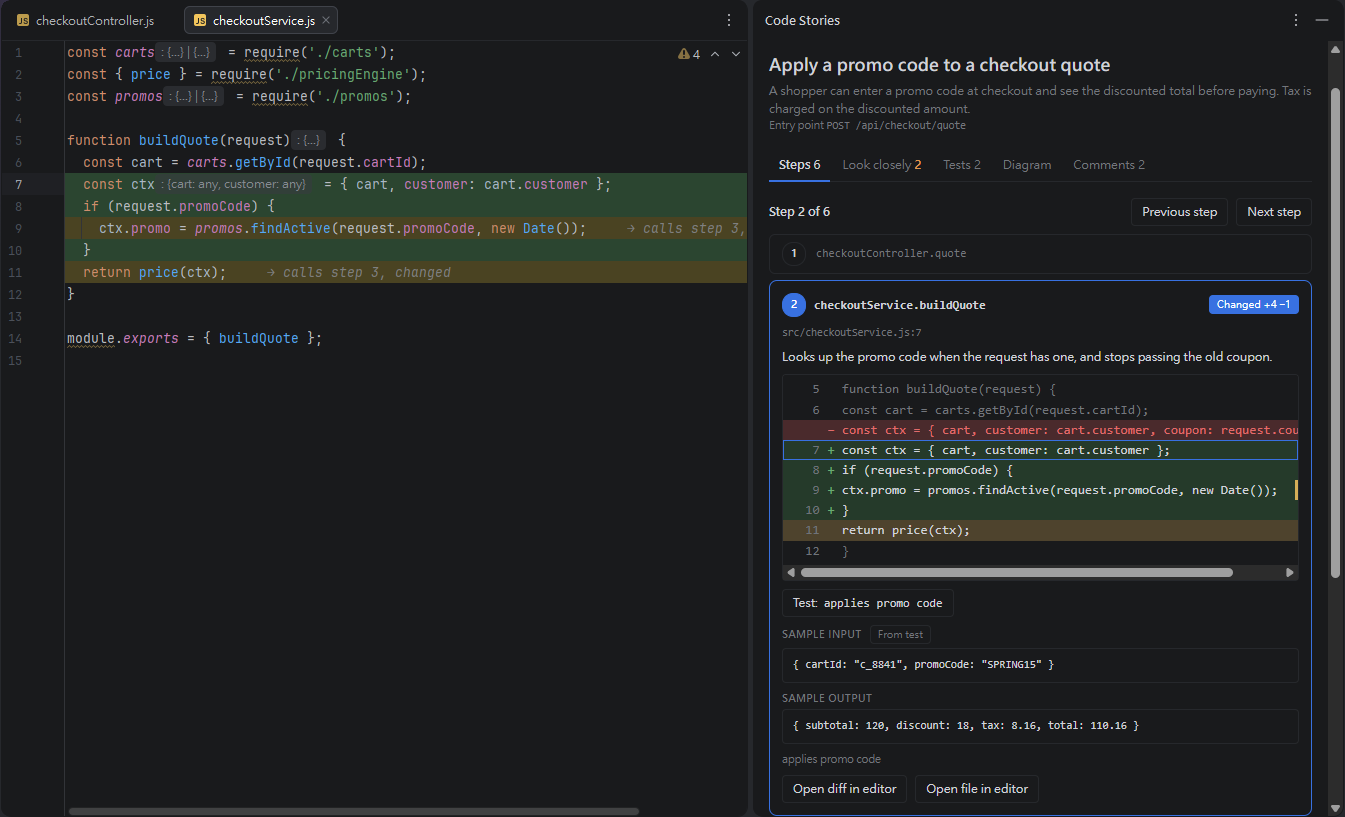 JS checkoutController.js
JS checkoutService.js ×
1 const carts : {...} | {...} = require('./carts');
2 const { price } = require('./pricingEngine');
3 const promos : {...} | {...} = require('./promos');
4
5 function buildQuote(request) : {...} {
6 const cart = carts.getById(request.cartId);
7 const ctx : {cart: any, customer: any} = { cart, customer: cart.customer };
8 if (request.promoCode) {
9 ctx.promo = promos.findActive(request.promoCode, new Date()); → calls step 3,
10 }
11 return price(ctx); → calls step 3, changed
12 }
13
14 module.exports = { buildQuote };
15
4
Code Stories
Apply a promo code to a checkout quote
A shopper can enter a promo code at checkout and see the discounted total before paying. Tax is
charged on the discounted amount.
Entry point POST /api/checkout/quote
Steps 6 Look closely 2 Tests 2 Diagram Comments 2
Step 2 of 6
Previous step
Next step
1 checkoutController.quote
2 checkoutService.buildQuote
Changed +4 −1
src/checkoutService.js:7
Looks up the promo code when the request has one, and stops passing the old coupon.
5 function buildQuote(request) {
6 const cart = carts.getById(request.cartId);
− const ctx = { cart, customer: cart.customer, coupon: request.cou
7 + const ctx = { cart, customer: cart.customer };
8 + if (request.promoCode) {
9 + ctx.promo = promos.findActive(request.promoCode, new Date());
10 + }
11 return price(ctx);
12 }
Test: applies promo code
SAMPLE INPUT From test
{ cartId: "c_8841", promoCode: "SPRING15" }
SAMPLE OUTPUT
{ subtotal: 120, discount: 18, tax: 8.16, total: 110.16 }
applies promo code
Open diff in editor
Open file in editor